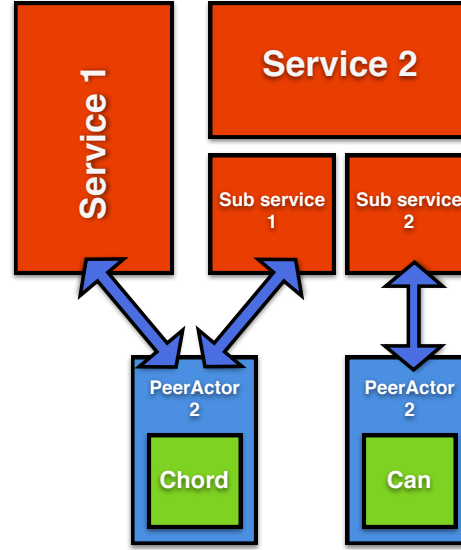 Service 1
Service 2
Sub service
1
Sub service
2
PeerActor
2
Chord
PeerActor
2
Can